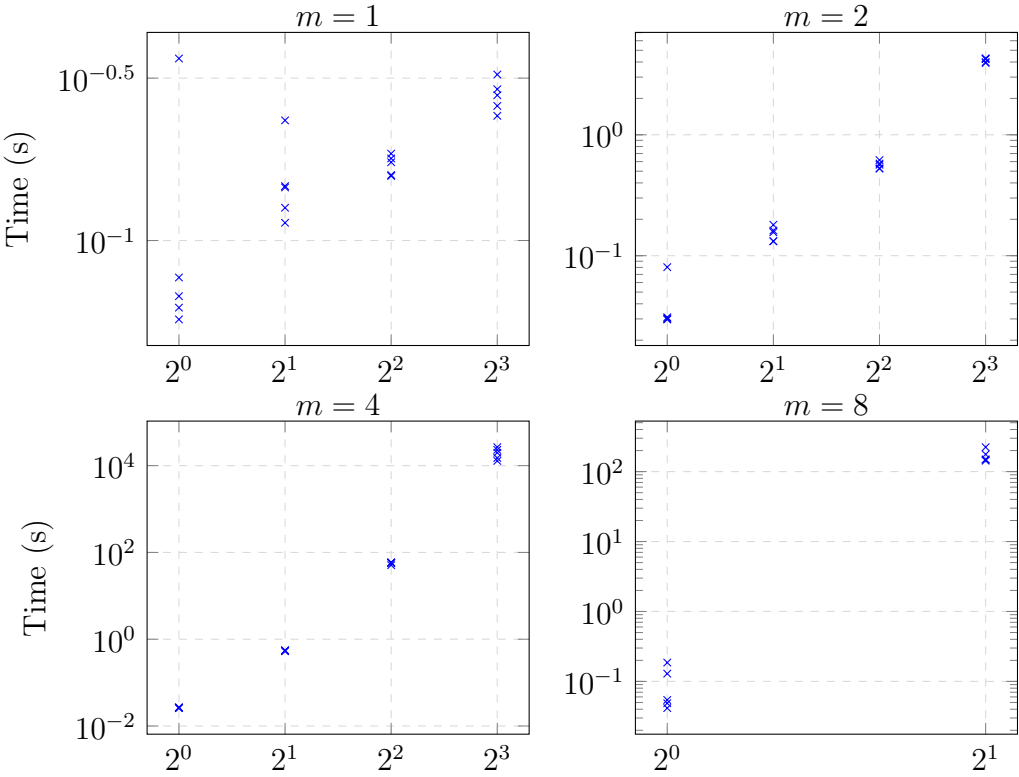 m = 1
m = 2
Time (s)
10^{-0.5}
10^{-1}
2^0 2^1 2^2 2^3
10^0
10^{-1}
2^0 2^1 2^2 2^3
m = 4
m = 8
Time (s)
10^4
10^2
10^0
10^{-2}
2^0 2^1 2^2 2^3
10^2
10^1
10^0
10^{-1}
2^0 2^1